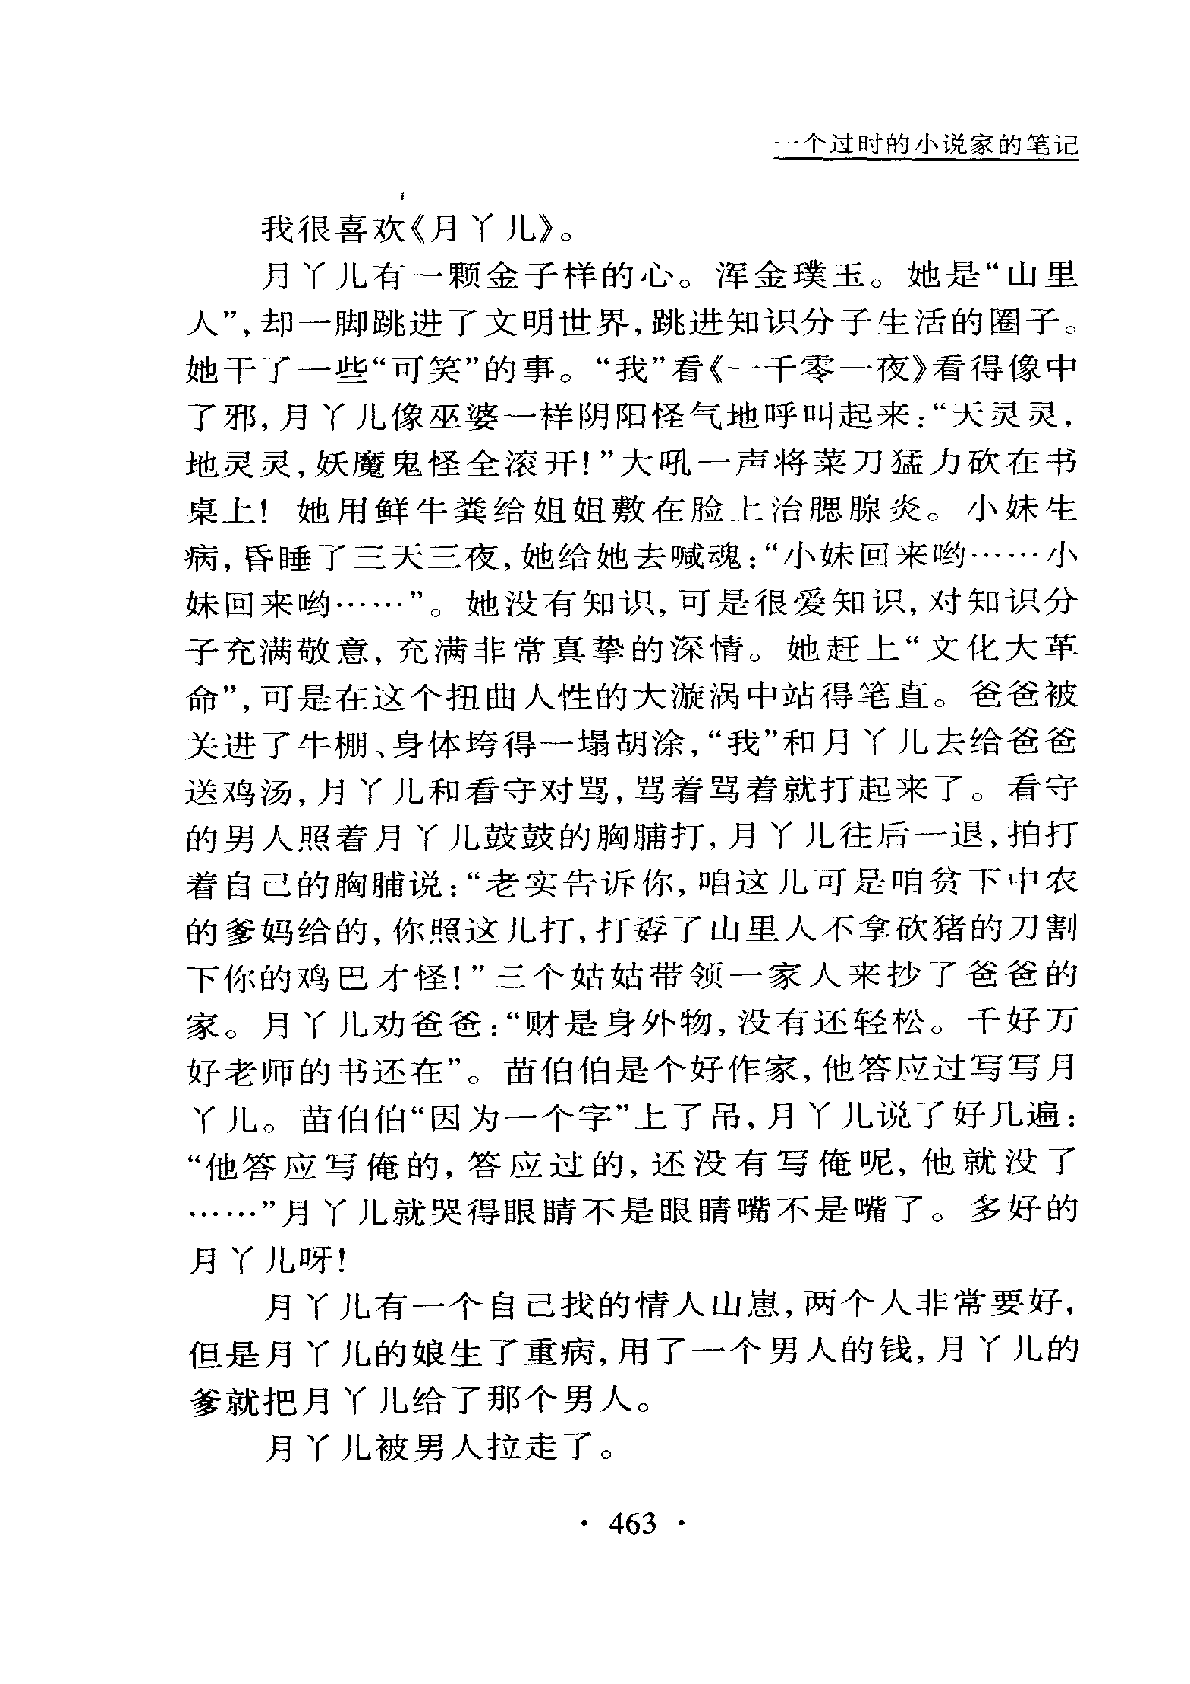 一个过时的小说家的笔记
我很喜欢《月丫儿》。
月丫儿有一颗金子样的心。浑金璞玉。她是“山里
人”,却一脚跳进了文明世界,跳进知识分子生活的圈子。
她干了一些“可笑”的事。“我”看《一千零一夜》看得像中
了邪,月丫儿像巫婆一样阴阳怪气地呼叫起来:“天灵灵,
地灵灵,妖魔鬼怪全滚开!”大吼一声将菜刀猛力砍在书
桌上! 她用鲜牛粪给姐姐敷在脸上治腮腺炎。小妹生
病,昏睡了三天三夜,她给她去喊魂:“小妹回来哟……小
妹回来哟……”。她没有知识,可是很爱知识,对知识分
子充满敬意,充满非常真挚的深情。她赶上“文化大革
命”,可是在这个扭曲人性的大漩涡中站得笔直。爸爸被
关进了牛棚、身体垮得一塌胡涂,“我”和月丫儿去给爸爸
送鸡汤,月丫儿和看守对骂,骂着骂着就打起来了。看守
的男人照着月丫儿鼓鼓的胸脯打,月丫儿往后一退,拍打
着自己的胸脯说:“老实告诉你,咱这儿可是咱贫下中农
的爹妈给的,你照这儿打,打孬了山里人不拿砍猪的刀割
下你的鸡巴才怪!”三个姑姑带领一家人来抄了爸爸的
家。月丫儿劝爸爸:“财是身外物,没有还轻松。千好万
好老师的书还在”。苗伯伯是个好作家,他答应过写写月
丫儿。苗伯伯“因为一个字”上了吊,月丫儿说了好几遍:
“他答应写俺的,答应过的,还没有写俺呢,他就没了
……”月丫儿就哭得眼睛不是眼睛嘴不是嘴了。多好的
月丫儿呀!
月丫儿有一个自己找的情人山崽,两个人非常要好,
但是月丫儿的娘生了重病,用了一个男人的钱,月丫儿的
爹就把月丫儿给了那个男人。
月丫儿被男人拉走了。
· 463 ·